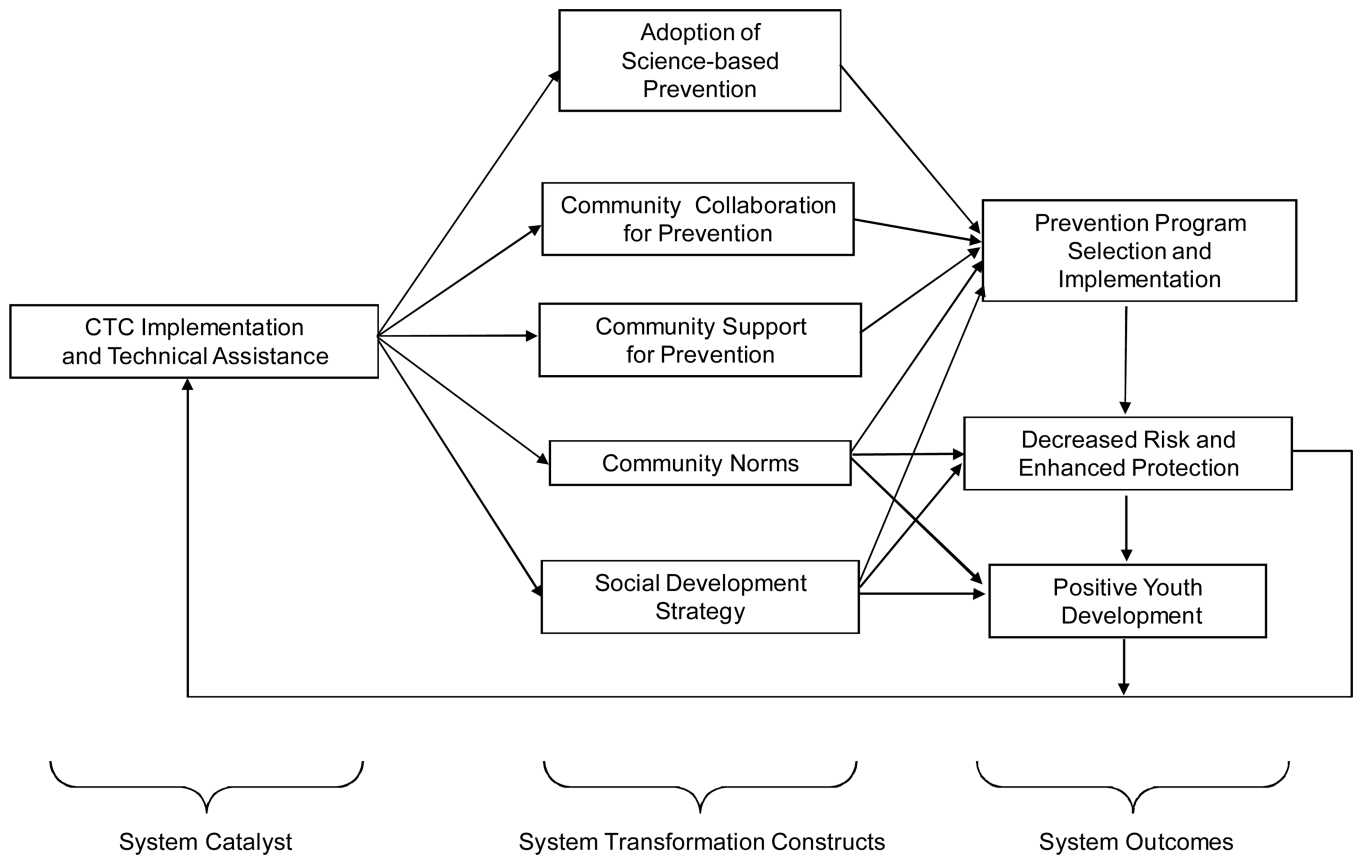 Adoption of
Science-based
Prevention
Community Collaboration
for Prevention
Prevention Program
Selection and
Implementation
CTC Implementation
and Technical Assistance
Community Support
for Prevention
Community Norms
Decreased Risk and
Enhanced Protection
Social Development
Strategy
Positive Youth
Development
System Catalyst
System Transformation Constructs
System Outcomes